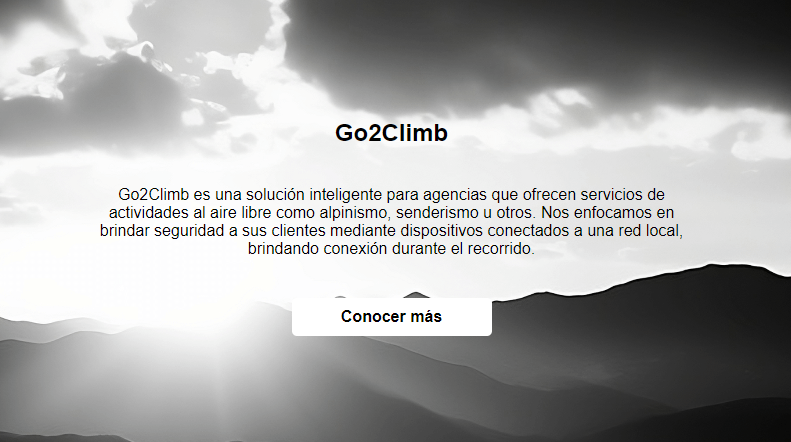 Go2Climb
Go2Climb es una solución inteligente para agencias que ofrecen servicios de
actividades al aire libre como alpinismo, senderismo u otros. Nos enfocamos en
brindar seguridad a sus clientes mediante dispositivos conectados a una red local,
brindando conexión durante el recorrido.
Conocer más